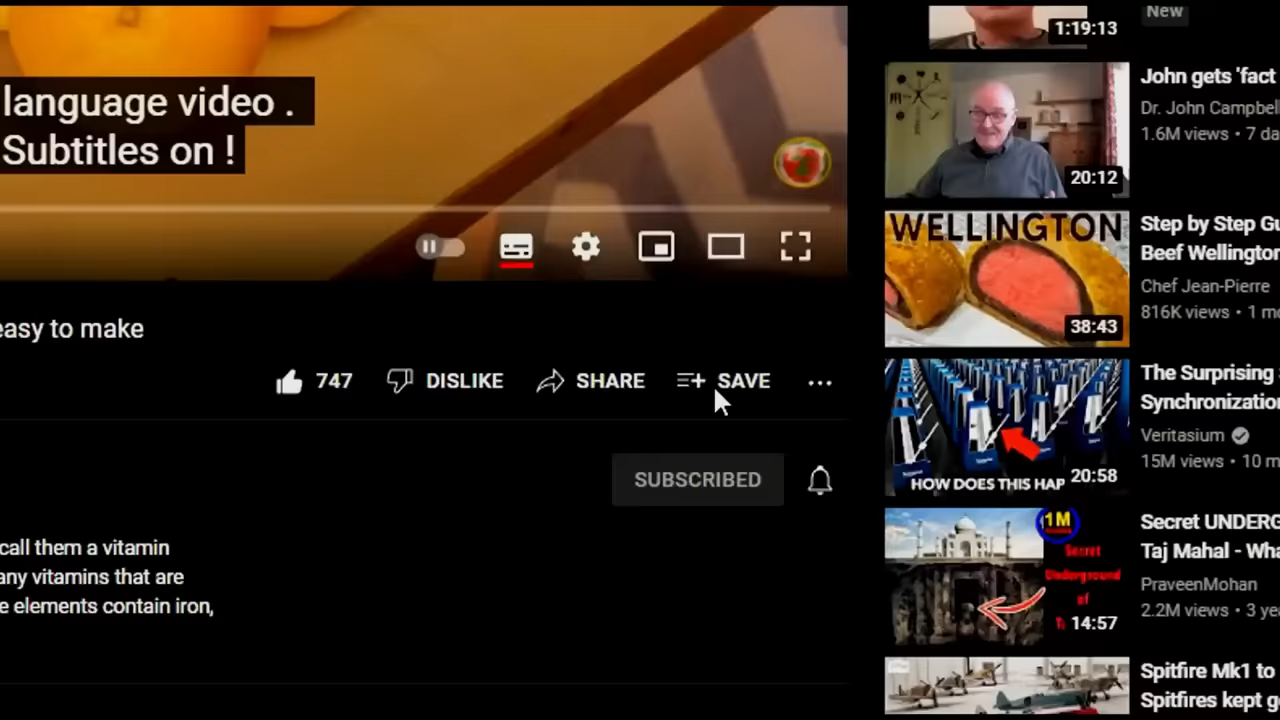 language video .
Subtitles on !
easy to make
747
DISLIKE
SHARE
SAVE
SUBSCRIBED
call them a vitamin
any vitamins that are
e elements contain iron,
1:19:13
New
20:12
John gets 'fact
Dr. John Campbell
1.6M views • 7 da
WELLINGTON
38:43
Step by Step Gu
Beef Wellington
Chef Jean-Pierre
816K views • 1 mo
HOW DOES THIS HAP
20:58
The Surprising
Synchronization
Veritasium
15M views • 10 m
1M
Secret
Underground
of
14:57
Secret UNDERG
Taj Mahal - Wha
PraveenMohan
2.2M views • 3 ye
Spitfire Mk1 to
Spitfires kept g